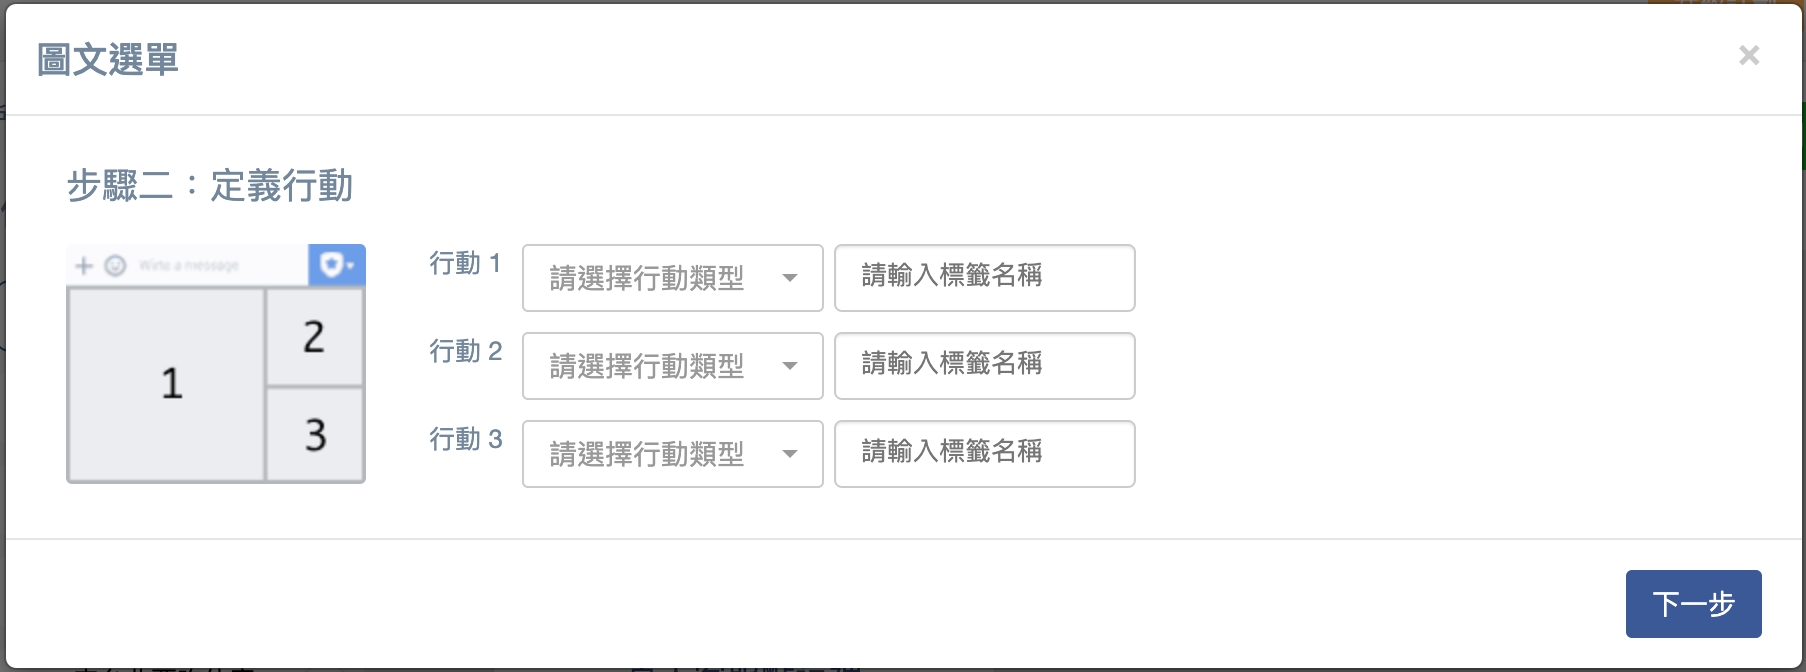 圖文選單
×
步驟二：定義行動
Wirte a message
1
2
3
行動 1 請選擇行動類型 請輸入標籤名稱
行動 2 請選擇行動類型 請輸入標籤名稱
行動 3 請選擇行動類型 請輸入標籤名稱
下一步